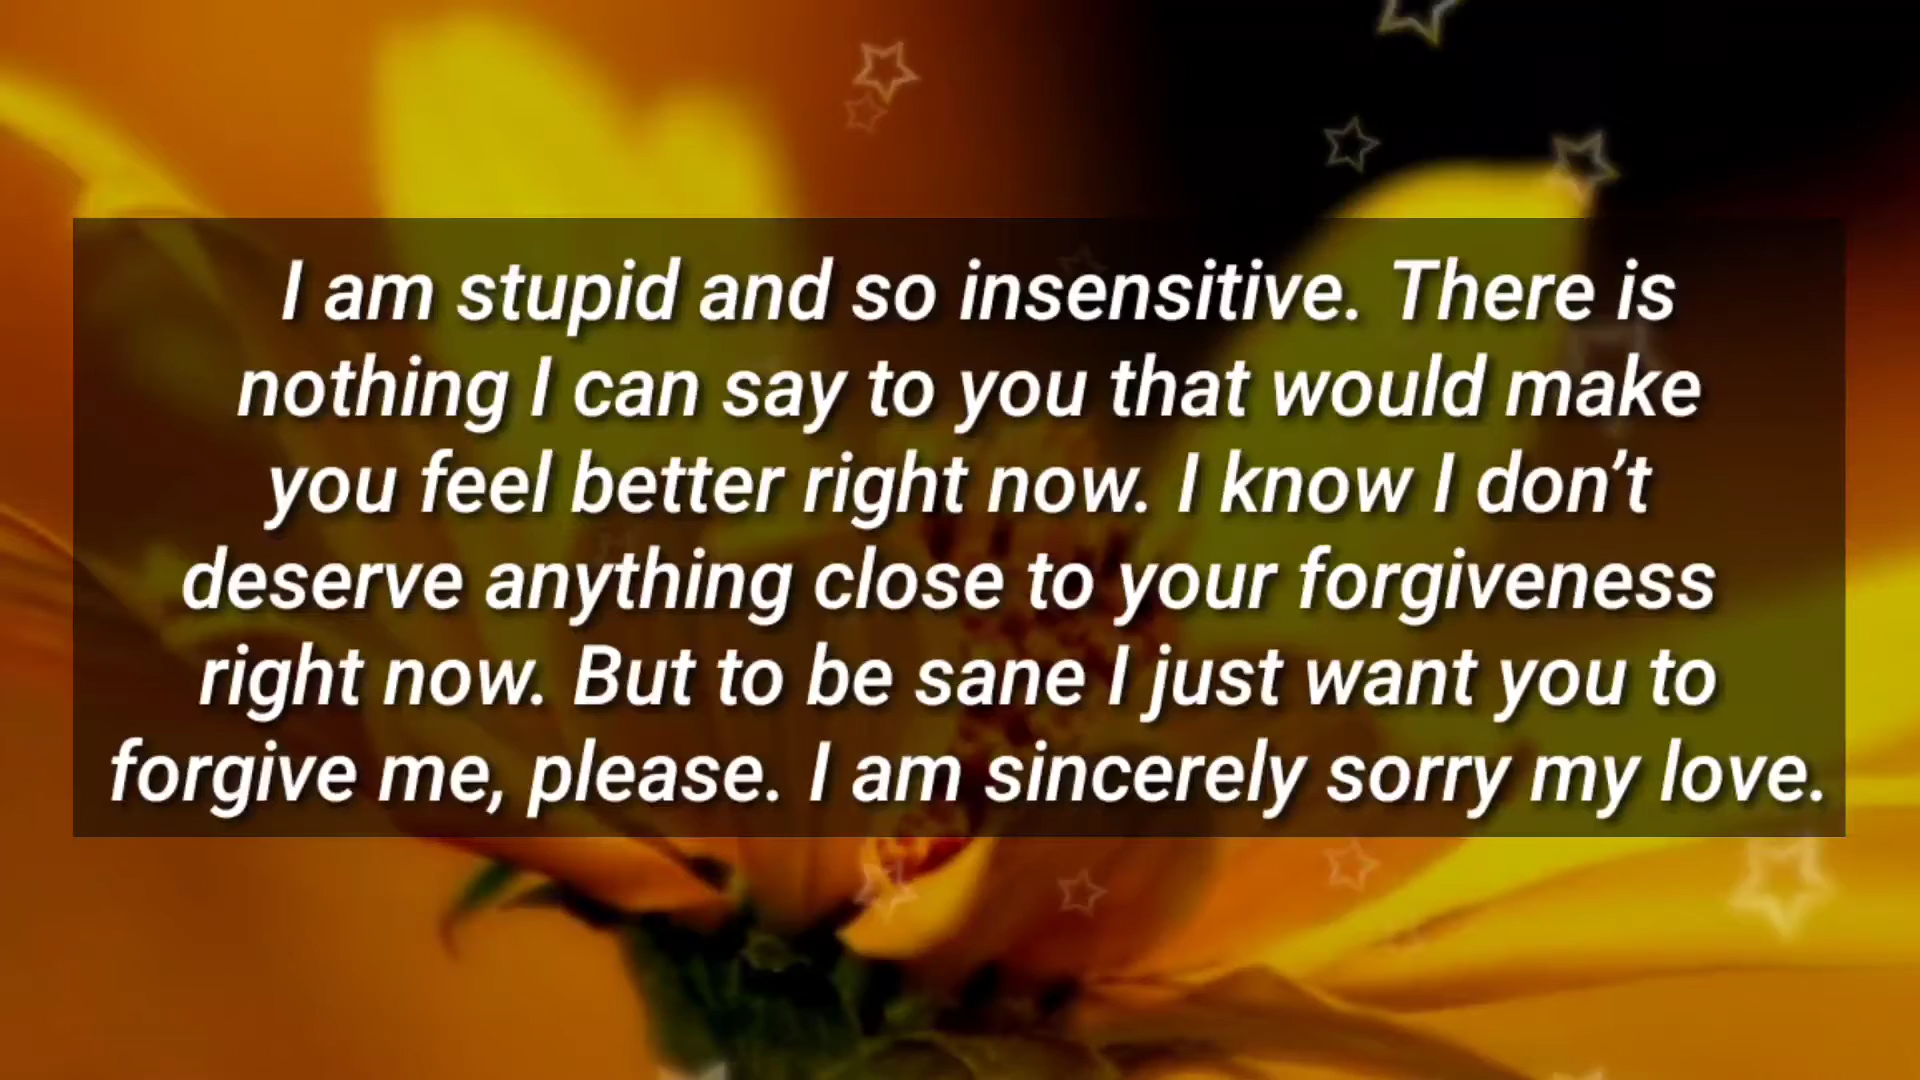 I am stupid and so insensitive. There is
nothing I can say to you that would make
you feel better right now. I know I don’t
deserve anything close to your forgiveness
right now. But to be sane I just want you to
forgive me, please. I am sincerely sorry my love.